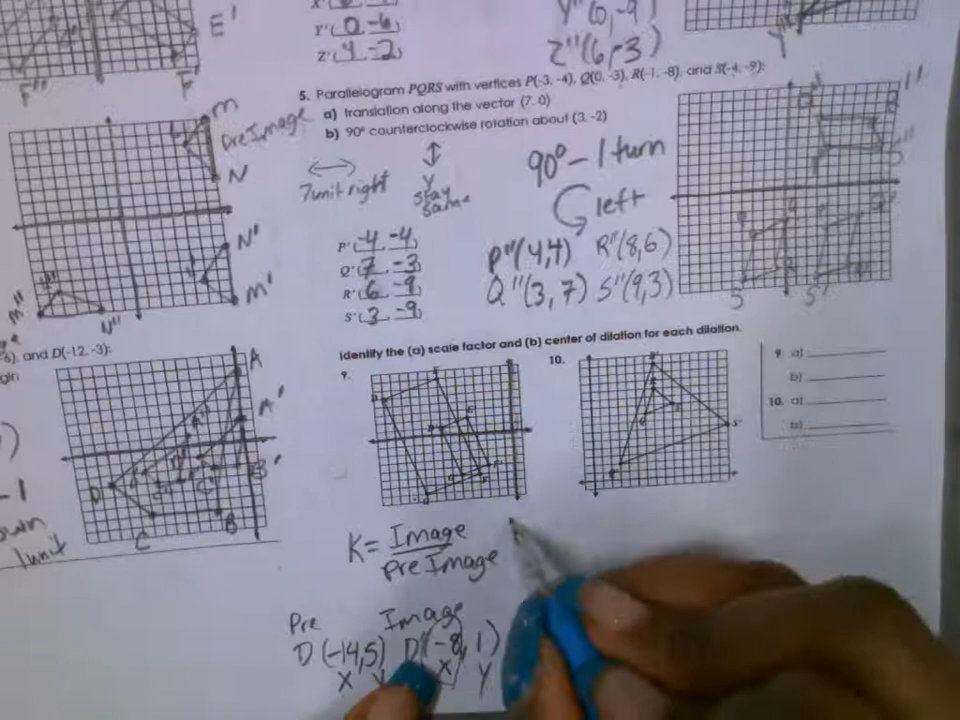 E'
F"
F'
Y'(0, -6)
Z'(4, -2)
Y"(0, -9)
Z"(6, -3)
Y"
5. Parallelogram PQRS with vertices P(-3, -4), Q(0, -3), R(-1, -8), and S(-4, -9):
a) translation along the vector ⟨7, 0⟩
b) 90° counterclockwise rotation about (3, -2)
M
pre Image
N
N'
M'
M"
N"
7 unit right
Y
stay
same
90° - 1 turn
left
P'(-4, -4)
Q'(7, -3)
R'(6, -9)
S'(3, -9)
P"(4,4) R"(8,6)
Q"(3, 7) S"(9,3)
S
S'
and D(-12, -3):
A
A'
B'
D
C
B
-1
1 unit
Identify the (a) scale factor and (b) center of dilation for each dilation.
9.
10.
9. a)
b)
10. a)
b)
K = Image
pre Image
Pre Image
D (-14,5) D'(-8, 1)
X Y X Y